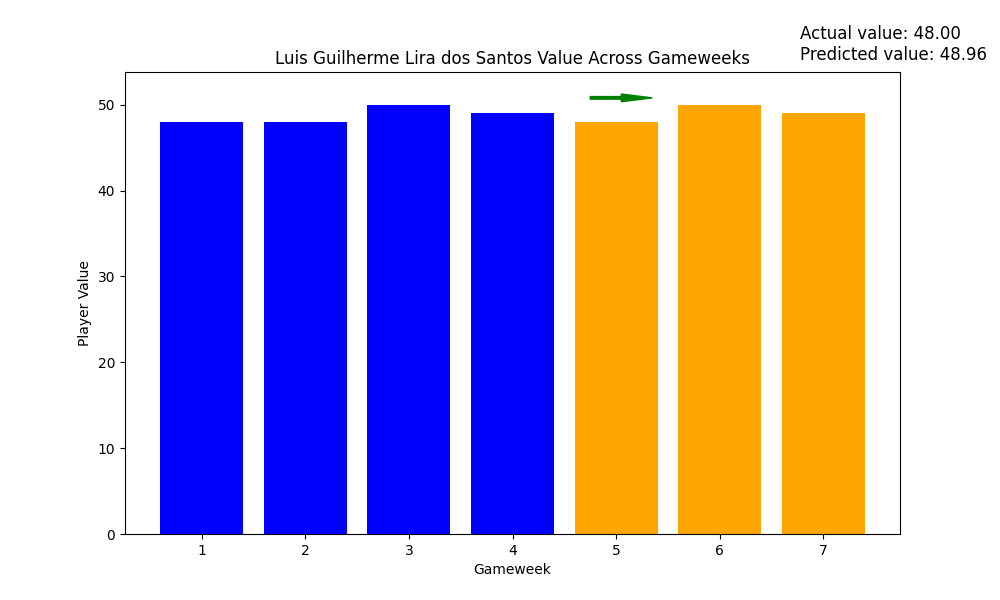 Actual value: 48.00
Predicted value: 48.96
Luis Guilherme Lira dos Santos Value Across Gameweeks
50
40
30
20
10
0
Player Value
1 2 3 4 5 6 7
Gameweek